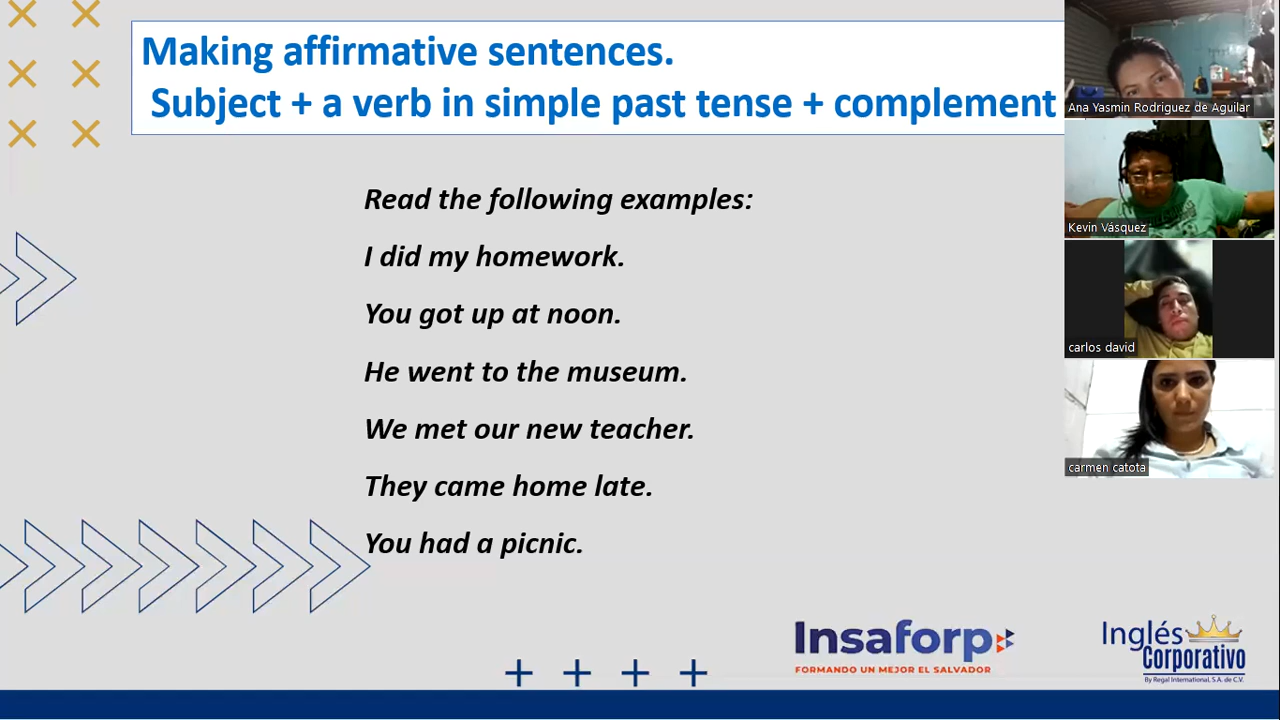 Making affirmative sentences.
Subject + a verb in simple past tense + complement
Read the following examples:
I did my homework.
You got up at noon.
He went to the museum.
We met our new teacher.
They came home late.
You had a picnic.
Ana Yasmin Rodriguez de Aguilar
Kevin Vásquez
carlos david
carmen catota
Insaforp
FORMANDO UN MEJOR EL SALVADOR
Inglés
Corporativo
By Regal International, S.A. de C.V.